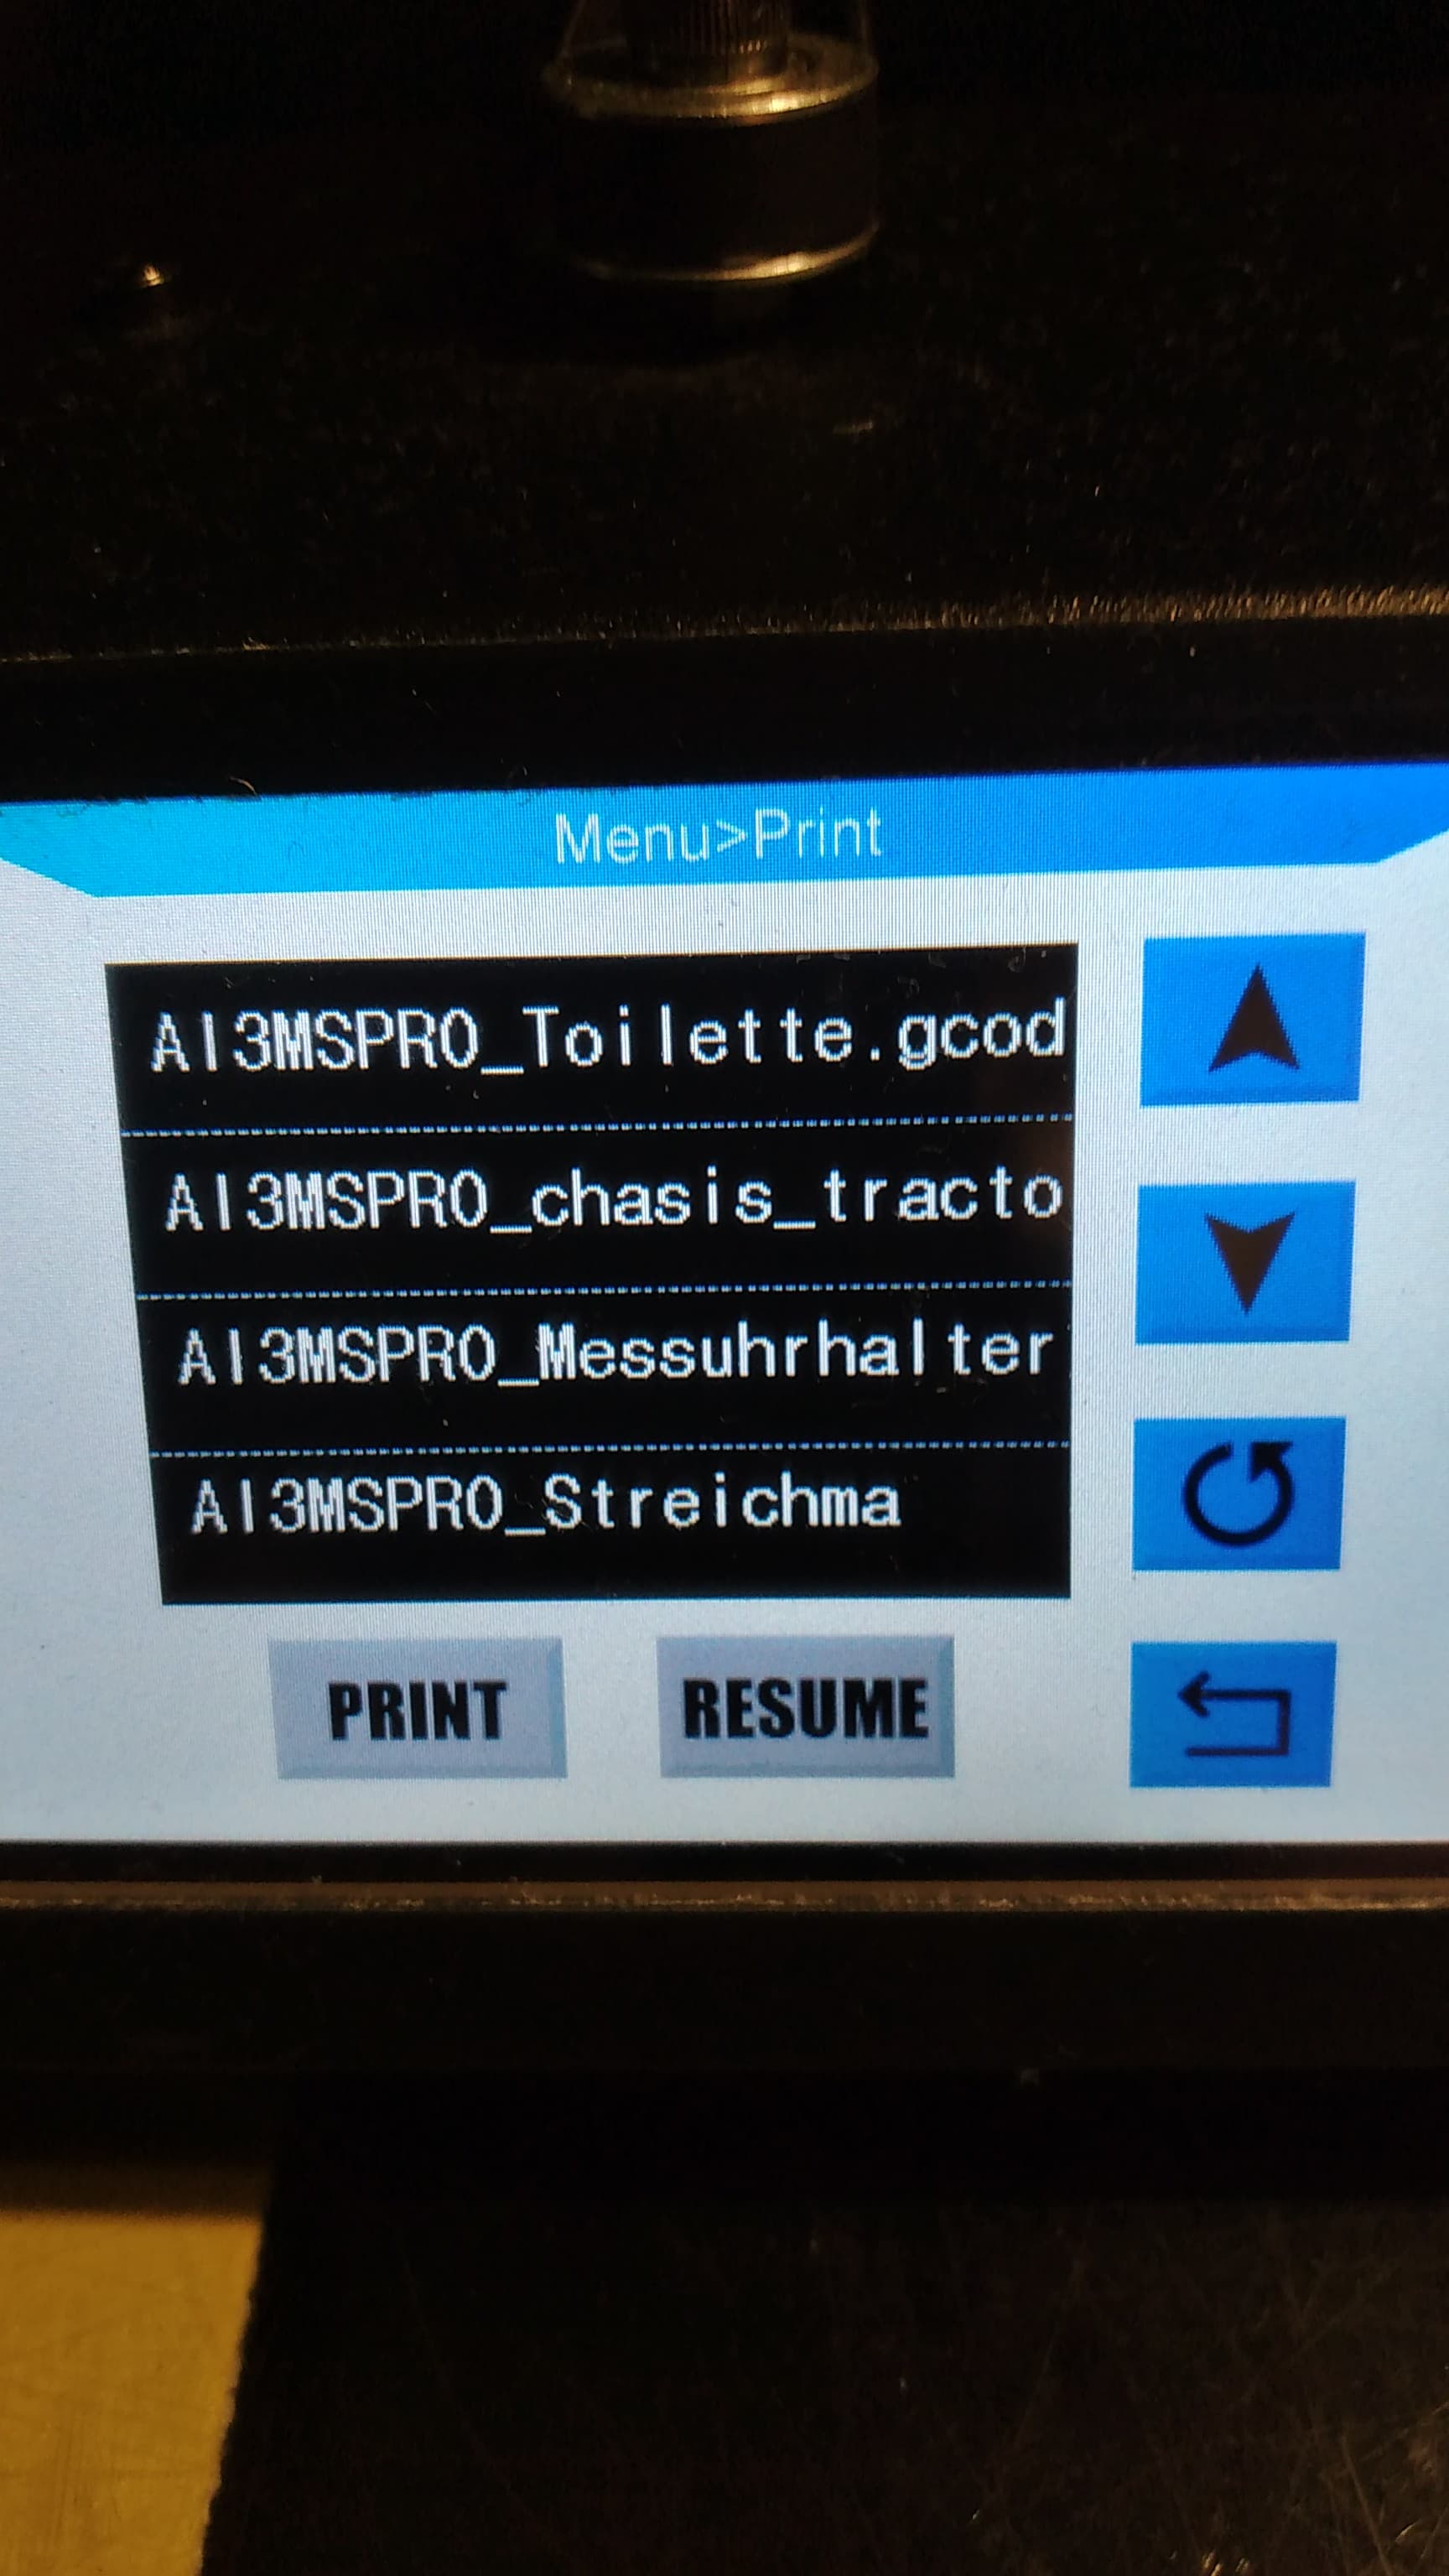 Menu>Print
AI3MSPRO_Toilette.gcod
AI3MSPRO_chasis_tracto
AI3MSPRO_Messuhrhalter
AI3MSPRO_Streichma
PRINT
RESUME